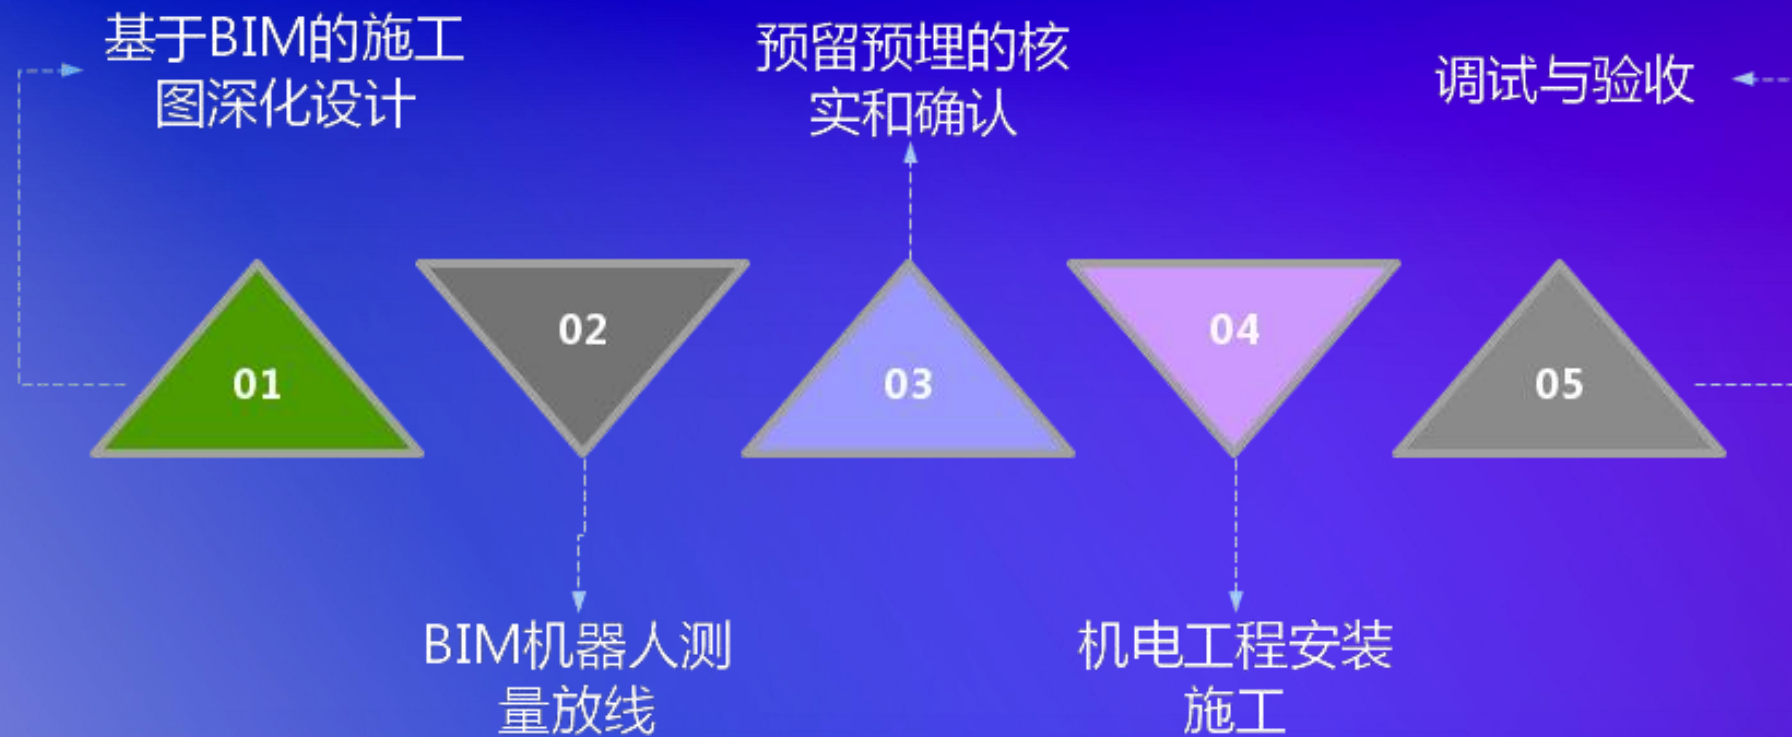 基于BIM的施工
图深化设计
预留预埋的核
实和确认
调试与验收
01
02
03
04
05
BIM机器人测
量放线
机电工程安装
施工